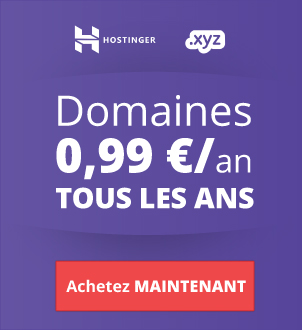 HOSTINGER .xyz
Domaines
0,99 €/an
TOUS LES ANS
Achetez MAINTENANT